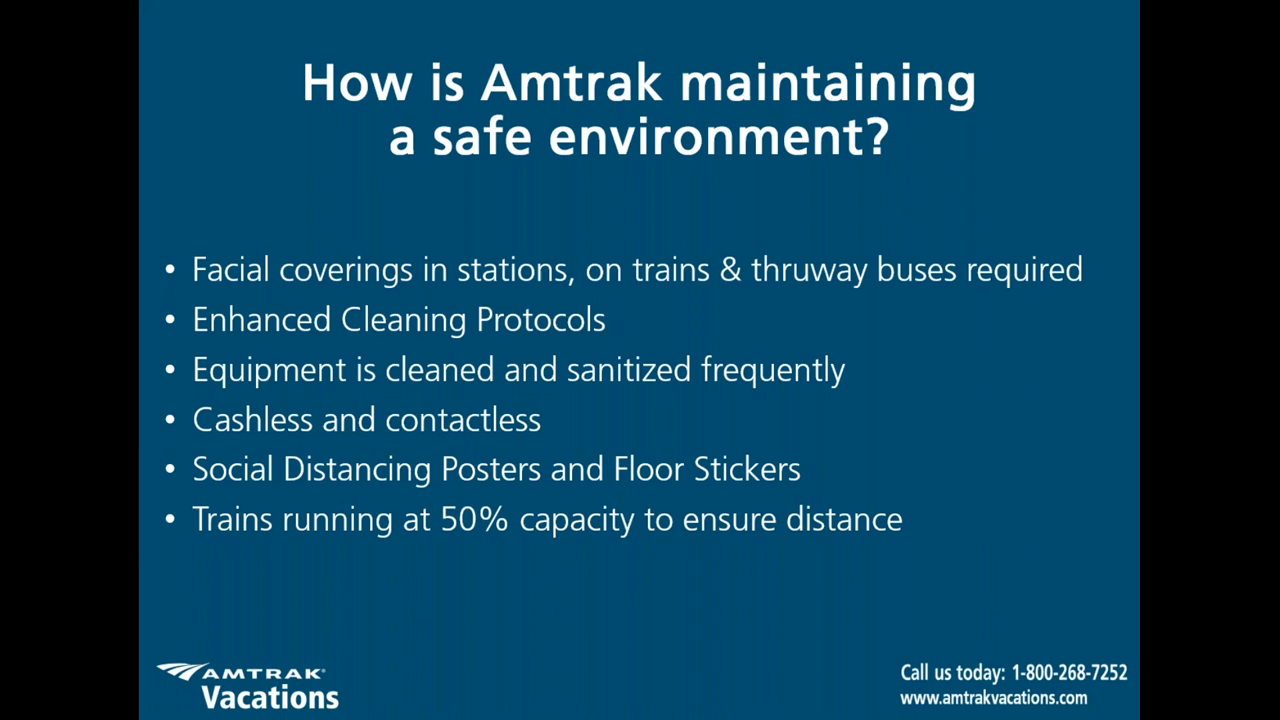 How is Amtrak maintaining
a safe environment?
• Facial coverings in stations, on trains & thruway buses required
• Enhanced Cleaning Protocols
• Equipment is cleaned and sanitized frequently
• Cashless and contactless
• Social Distancing Posters and Floor Stickers
• Trains running at 50% capacity to ensure distance
AMTRAK®
Vacations
Call us today: 1-800-268-7252
www.amtrakvacations.com